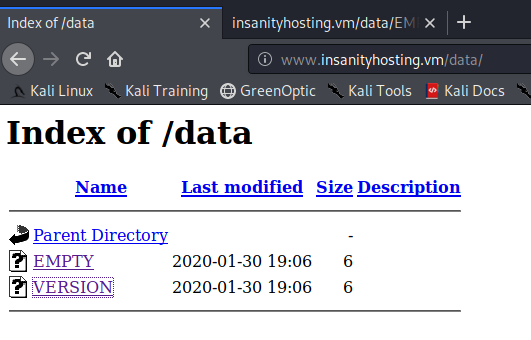 Index of /data
insanityhosting.vm/data/EM
www.insanityhosting.vm/data/
Kali Linux Kali Training GreenOptic Kali Tools Kali Docs
Index of /data
Name Last modified Size Description
Parent Directory -
EMPTY 2020-01-30 19:06 6
VERSION 2020-01-30 19:06 6